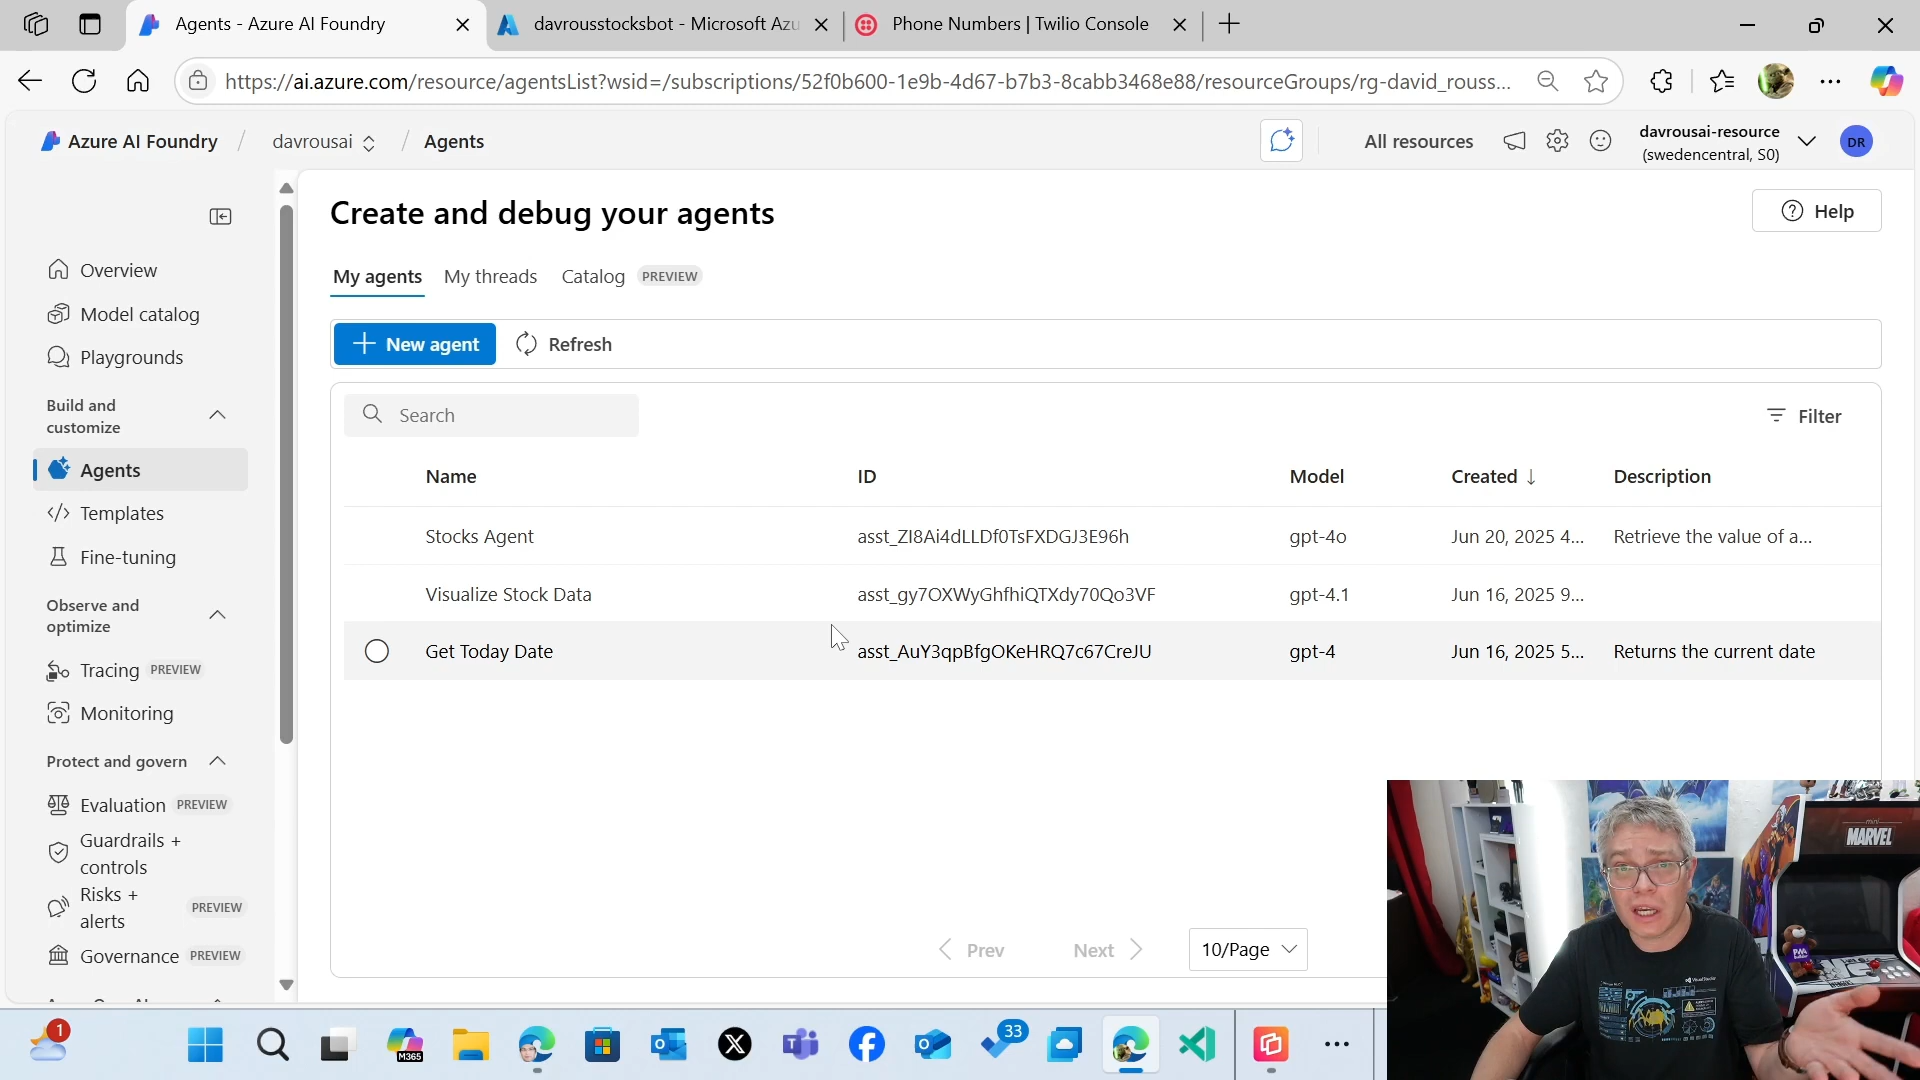 Agents - Azure AI Foundry
davrousstocksbot - Microsoft Azu
Phone Numbers | Twilio Console
https://ai.azure.com/resource/agentsList?wsid=/subscriptions/52f0b600-1e9b-4d67-b7b3-8cabb3468e88/resourceGroups/rg-david_rouss...
Azure AI Foundry / davrousai / Agents
All resources
davrousai-resource
(swedencentral, S0)
DR
Overview
Model catalog
Playgrounds
Build and
customize
Agents
Templates
Fine-tuning
Observe and
optimize
Tracing PREVIEW
Monitoring
Protect and govern
Evaluation PREVIEW
Guardrails +
controls
Risks +
alerts PREVIEW
Governance PREVIEW
Create and debug your agents
Help
My agents My threads Catalog PREVIEW
New agent Refresh
Search
Filter
Name ID Model Created ↓ Description
Stocks Agent asst_ZI8Ai4dLLDf0TsFXDGJ3E96h gpt-4o Jun 20, 2025 4... Retrieve the value of a...
Visualize Stock Data asst_gy7OXWyGhfhiQTXdy70Qo3VF gpt-4.1 Jun 16, 2025 9...
Get Today Date asst_AuY3qpBfgOKeHRQ7c67CreJU gpt-4 Jun 16, 2025 5... Returns the current date
Prev Next 10/Page
MARVEL
Visual Studio
1
M365
33